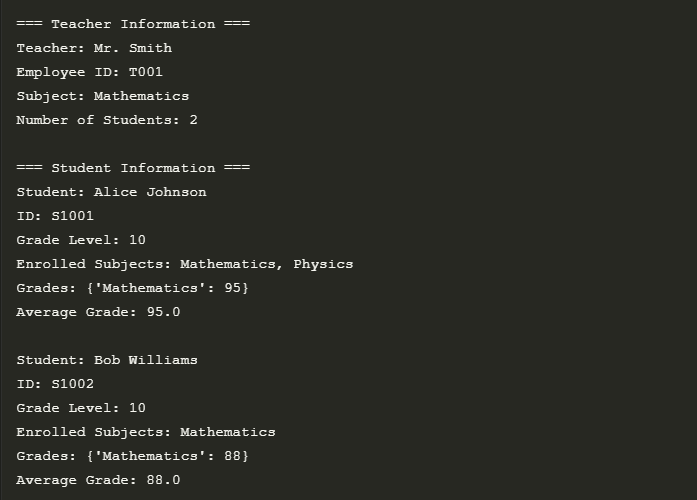 === Teacher Information ===
Teacher: Mr. Smith
Employee ID: T001
Subject: Mathematics
Number of Students: 2
=== Student Information ===
Student: Alice Johnson
ID: S1001
Grade Level: 10
Enrolled Subjects: Mathematics, Physics
Grades: {'Mathematics': 95}
Average Grade: 95.0
Student: Bob Williams
ID: S1002
Grade Level: 10
Enrolled Subjects: Mathematics
Grades: {'Mathematics': 88}
Average Grade: 88.0